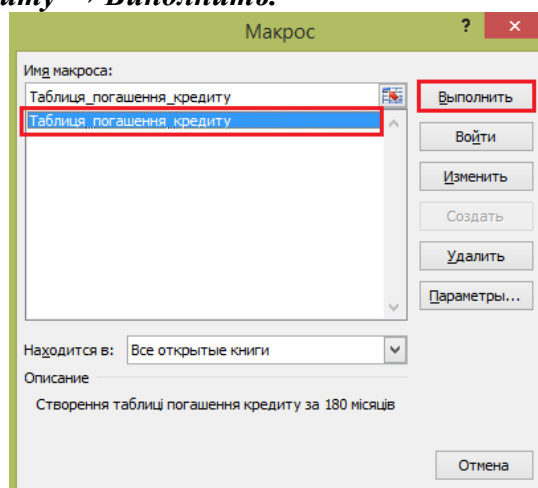 → Выполнить.
Макрос
? ×
Имя макроса:
Таблиця_погашення_кредиту
Выполнить
Таблиця_погашення_кредиту
Войти
Изменить
Создать
Удалить
Параметры...
Находится в: Все открытые книги
Описание
Створення таблиці погашення кредиту за 180 місяців
Отмена